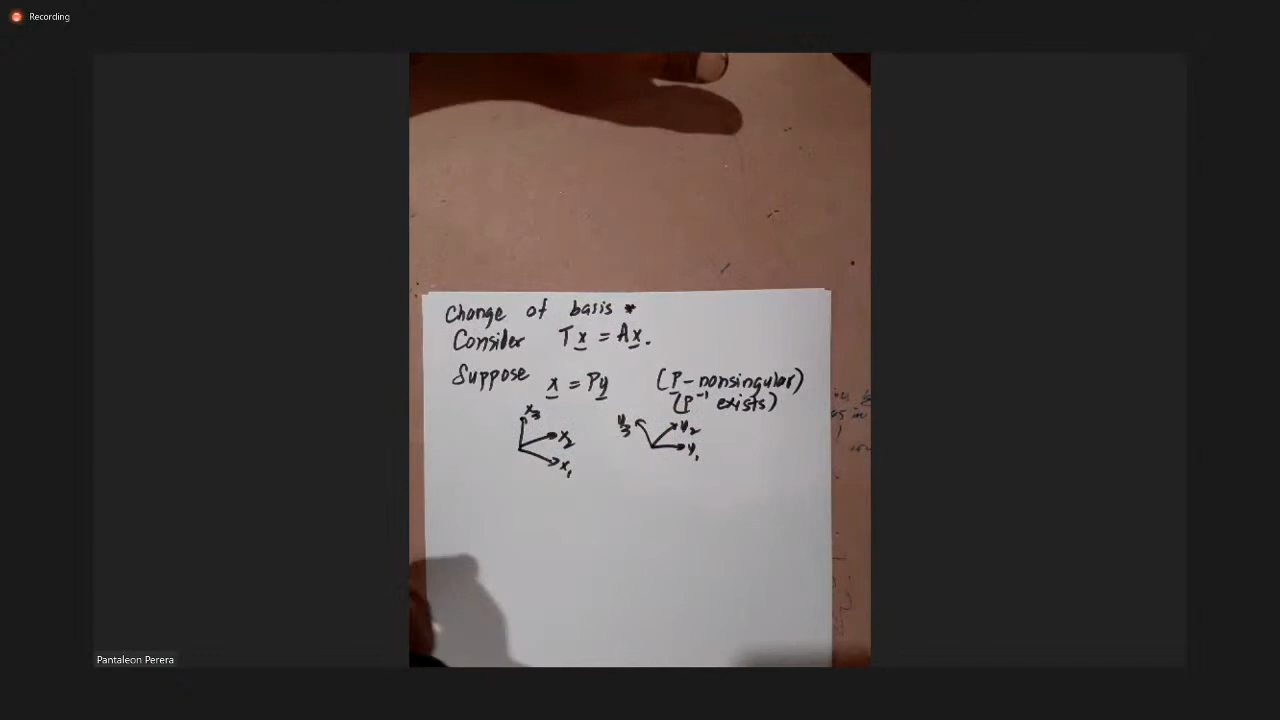 Recording
Change of basis *
Consider Tx = Ax.
Suppose x = Py (P-nonsingular)
(P⁻¹ exists)
x₃
x₂
x₁
y₃
y₂
y₁
Pantaleon Perera